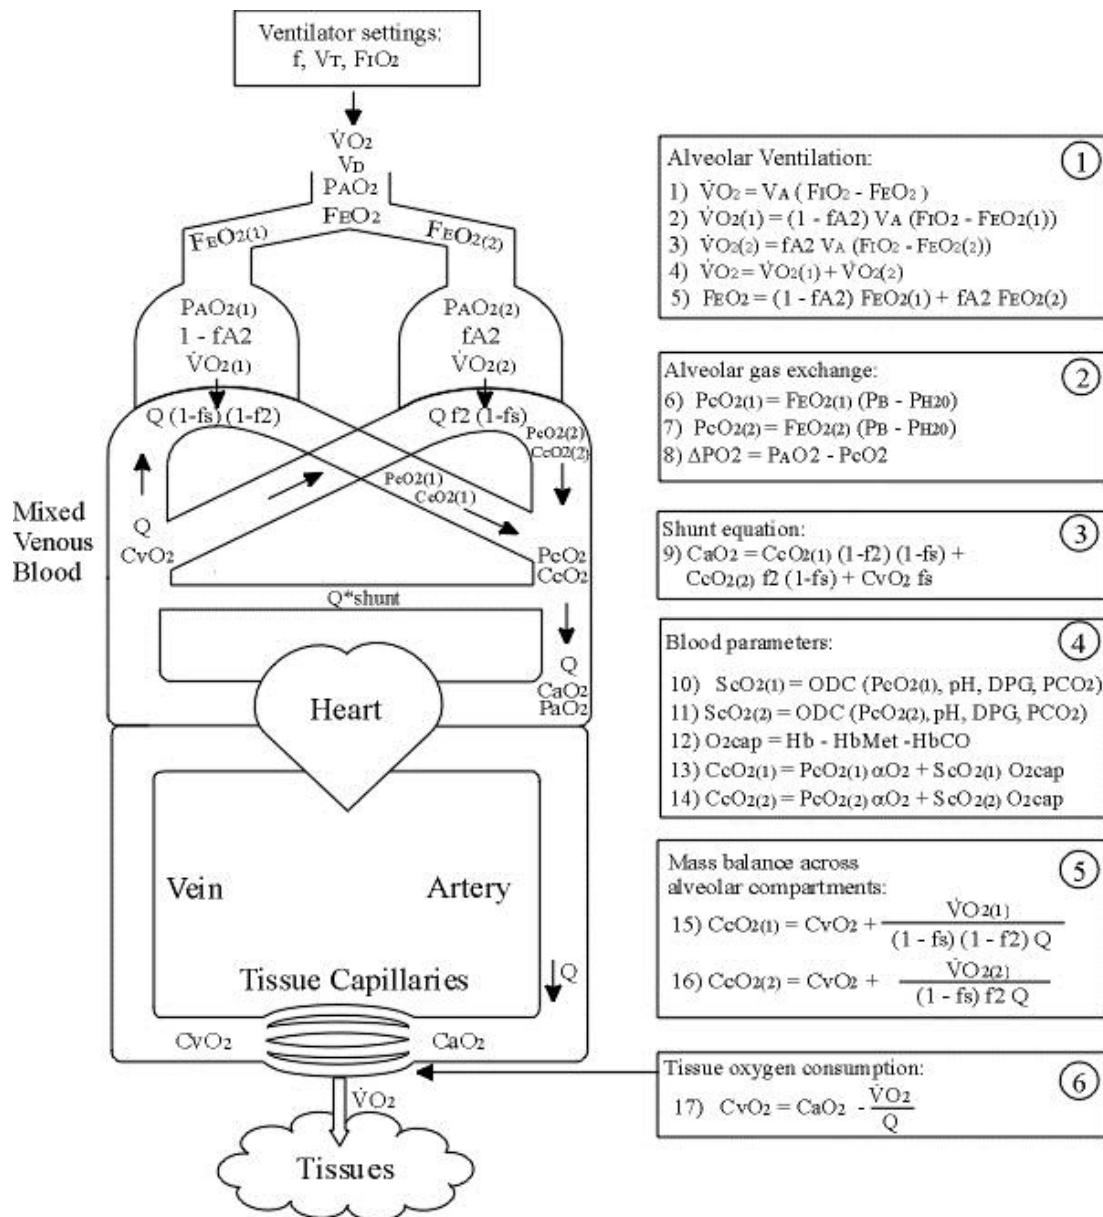 Ventilator settings:
f, VT, FIO2
V̇O2
VD
PAO2
FEO2
FEO2(1)
FEO2(2)
PAO2(1)
1 - fA2
V̇O2(1)
PAO2(2)
fA2
V̇O2(2)
Q (1-fs) (1-f2)
Q f2 (1-fs)
PcO2(2)
CcO2(2)
PcO2(1)
CcO2(1)
Mixed
Venous
Blood
Q
CvO2
PcO2
CcO2
Q*shunt
Q
CaO2
PaO2
Heart
Vein
Artery
Tissue Capillaries
Q
CvO2
CaO2
V̇O2
Tissues
Alveolar Ventilation:
1
1) V̇O2 = VA ( FIO2 - FEO2 )
2) V̇O2(1) = (1 - fA2) VA (FIO2 - FEO2(1))
3) V̇O2(2) = fA2 VA (FIO2 - FEO2(2))
4) V̇O2 = V̇O2(1) + V̇O2(2)
5) FEO2 = (1 - fA2) FEO2(1) + fA2 FEO2(2)
Alveolar gas exchange:
2
6) PcO2(1) = FEO2(1) (PB - PH20)
7) PcO2(2) = FEO2(2) (PB - PH20)
8) ΔPO2 = PAO2 - PcO2
Shunt equation:
3
9) CaO2 = CcO2(1) (1-f2) (1-fs) +
CcO2(2) f2 (1-fs) + CvO2 fs
Blood parameters:
4
10) ScO2(1) = ODC (PcO2(1), pH, DPG, PCO2)
11) ScO2(2) = ODC (PcO2(2), pH, DPG, PCO2)
12) O2cap = Hb - HbMet -HbCO
13) CcO2(1) = PcO2(1) αO2 + ScO2(1) O2cap
14) CcO2(2) = PcO2(2) αO2 + ScO2(2) O2cap
Mass balance across
alveolar compartments:
5
15) CcO2(1) = CvO2 + V̇O2(1)
(1 - fs) (1 - f2) Q
16) CcO2(2) = CvO2 + V̇O2(2)
(1 - fs) f2 Q
Tissue oxygen consumption:
6
17) CvO2 = CaO2 - V̇O2
Q